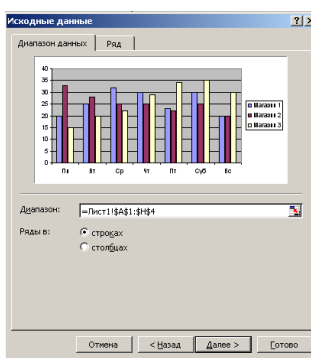 Исходные данные
Диапазон данных Ряд
40
35
30
25
20
15
10
5
0
Пн Вт Ср Чт Пт Суб Вс
Магазин 1
Магазин 2
Магазин 3
Диапазон: =Лист1!$A$1:$H$4
Ряды в: строках
столбцах
Отмена < Назад Далее > Готово